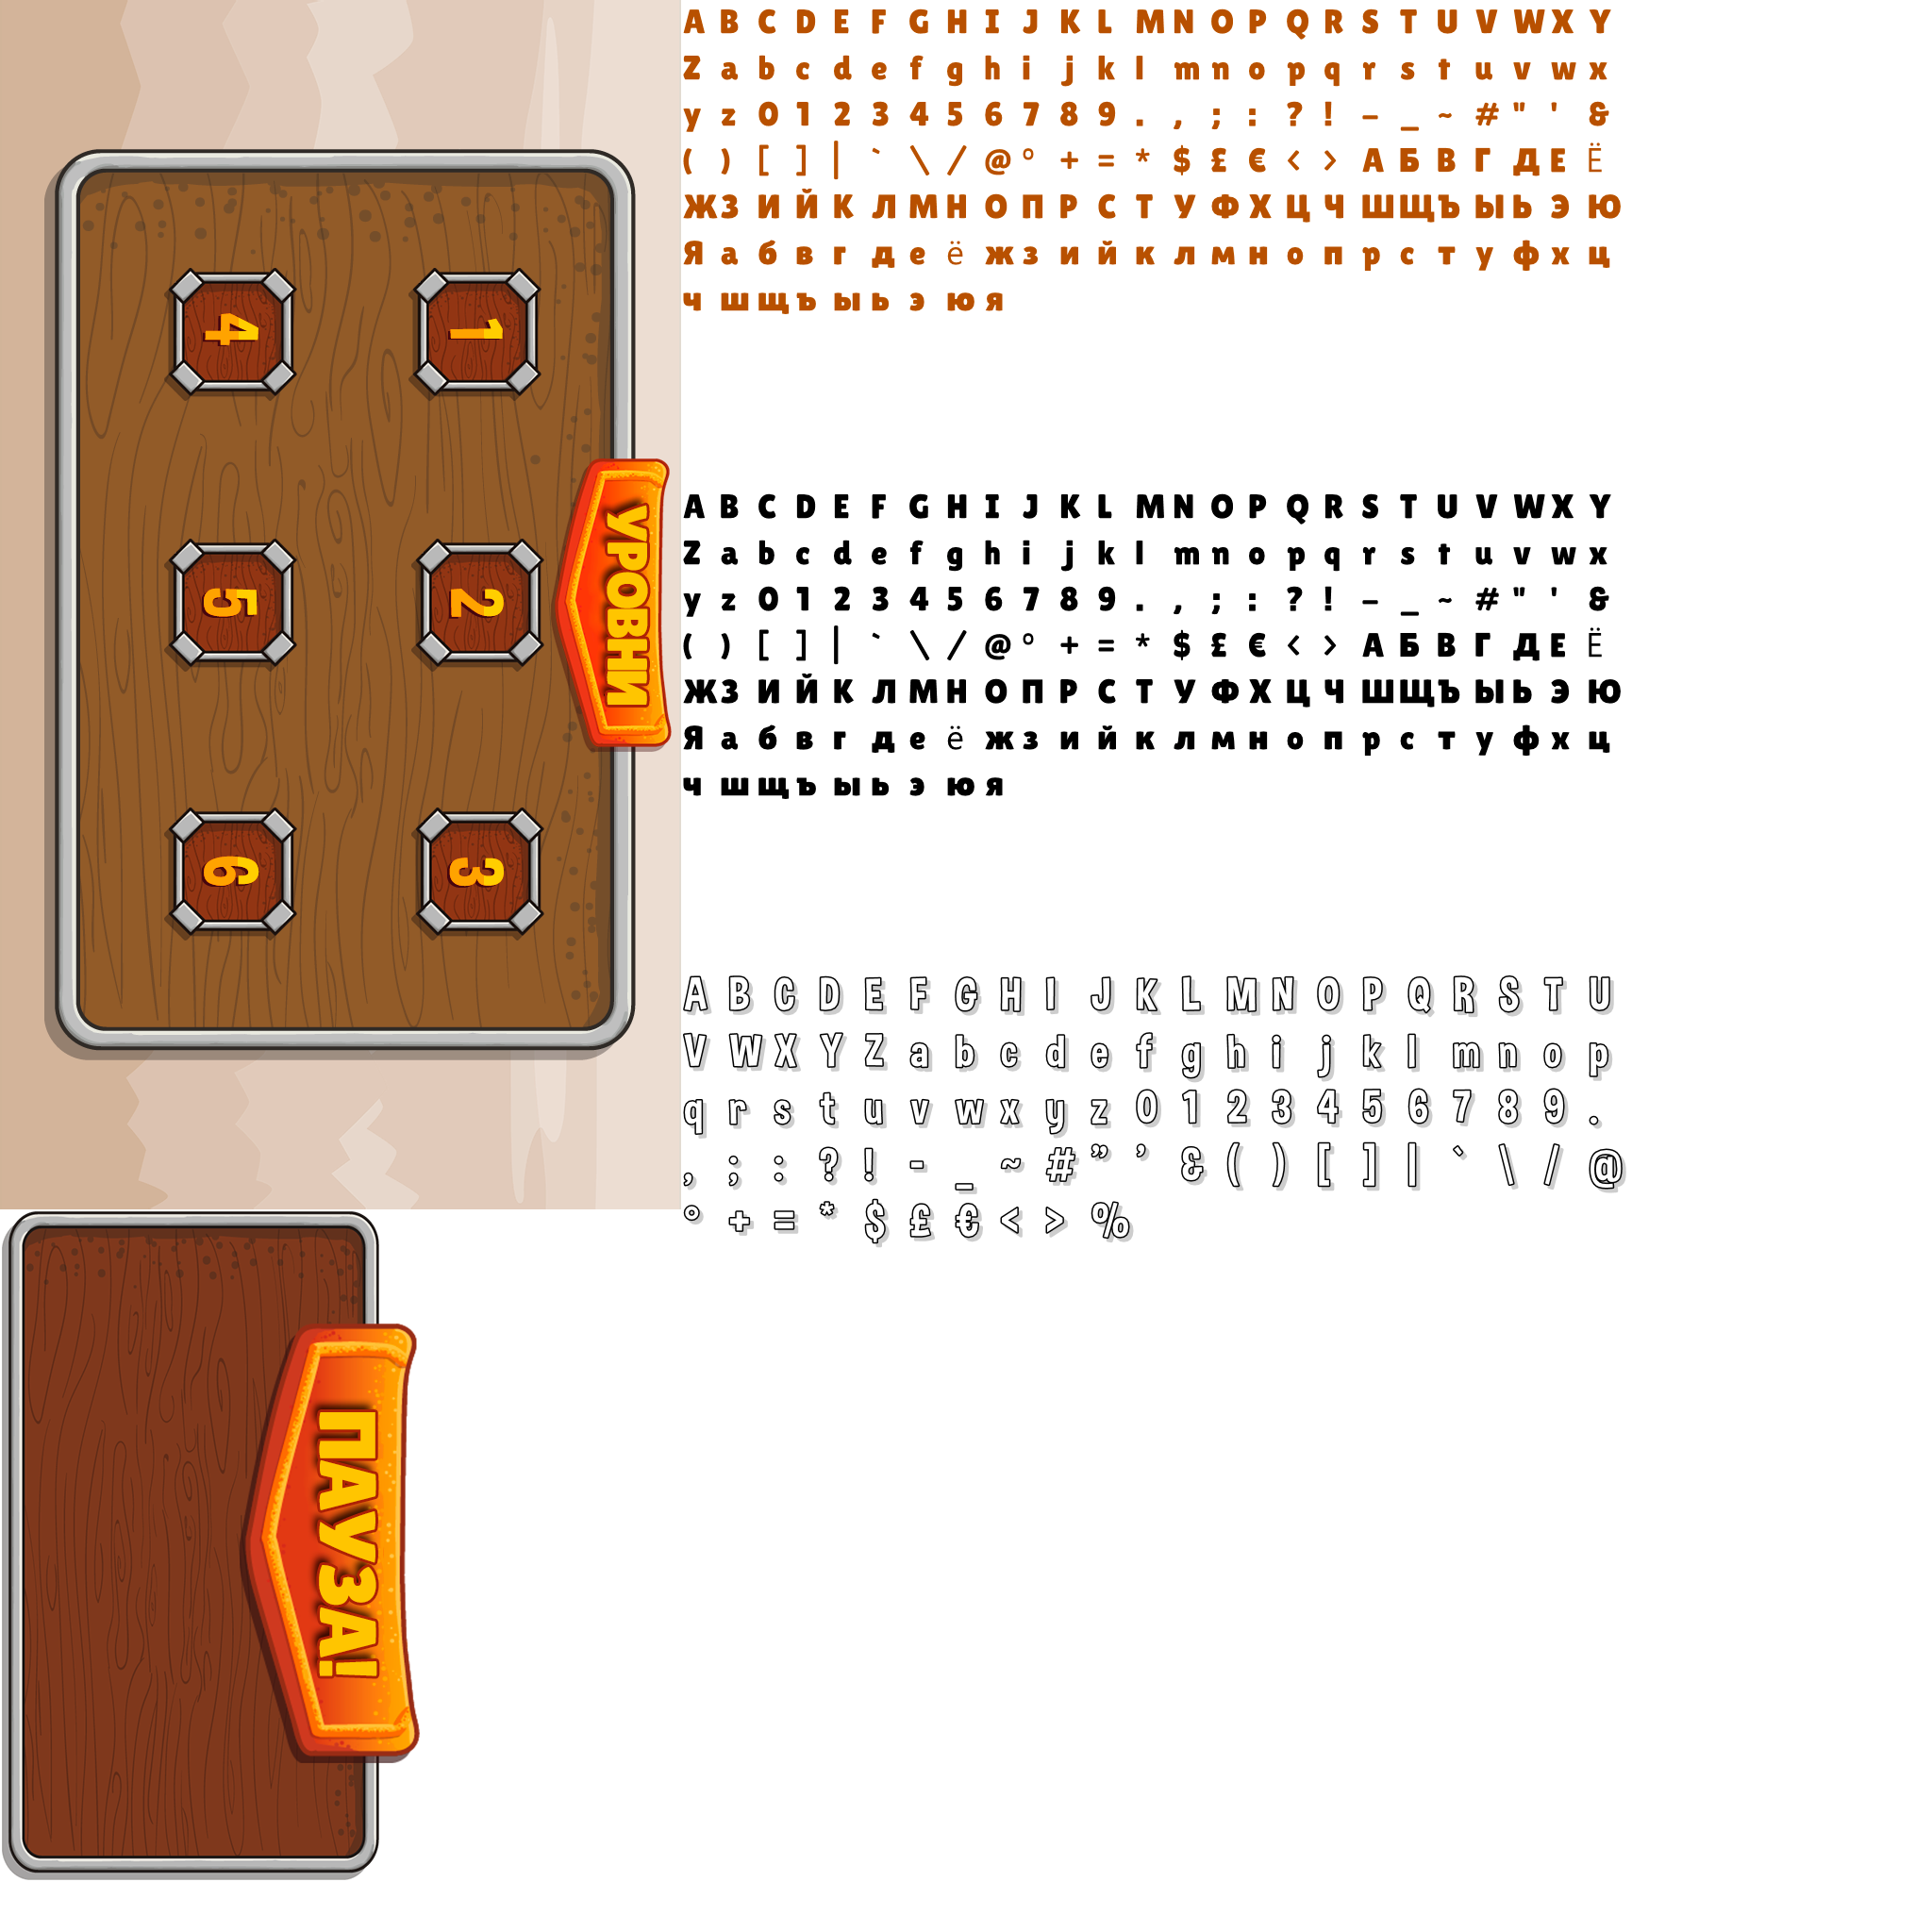 A B C D E F G H I J K L M N O P Q R S T U V W X Y
Z a b c d e f g h i j k l m n o p q r s t u v w x
y z 0 1 2 3 4 5 6 7 8 9 . , ; : ? ! - _ ~ # " ' &
( ) [ ] | ` \ / @ ° + = * $ £ € < > А Б В Г Д Е Ё
Ж З И Й К Л М Н О П Р С Т У Ф Х Ц Ч Ш Щ Ъ Ы Ь Э Ю
Я а б в г д е ё ж з и й к л м н о п р с т у ф х ц
ч ш щ ъ ы ь э ю я
УРОВНИ
1 2 3
4 5 6
A B C D E F G H I J K L M N O P Q R S T U V W X Y
Z a b c d e f g h i j k l m n o p q r s t u v w x
y z 0 1 2 3 4 5 6 7 8 9 . , ; : ? ! - _ ~ # " ' &
( ) [ ] | ` \ / @ ° + = * $ £ € < > А Б В Г Д Е Ё
Ж З И Й К Л М Н О П Р С Т У Ф Х Ц Ч Ш Щ Ъ Ы Ь Э Ю
Я а б в г д е ё ж з и й к л м н о п р с т у ф х ц
ч ш щ ъ ы ь э ю я
A B C D E F G H I J K L M N O P Q R S T U
V W X Y Z a b c d e f g h i j k l m n o p
q r s t u v w x y z 0 1 2 3 4 5 6 7 8 9 .
, ; : ? ! - _ ~ # ” ’ & ( ) [ ] | ` \ / @
° + = * $ £ € < > %
ПАУЗА!